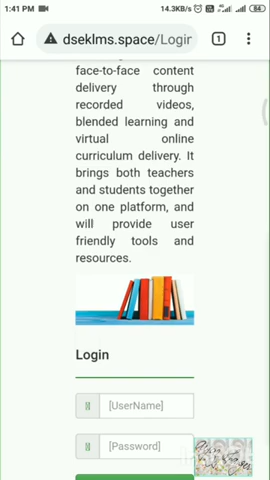 1:41 PM
14.3KB/s
84
dseklms.space/Logir
1
face-to-face content
delivery through
recorded videos,
blended learning and
virtual online
curriculum delivery. It
brings both teachers
and students together
on one platform, and
will provide user
friendly tools and
resources.
Login
[UserName]
[Password]